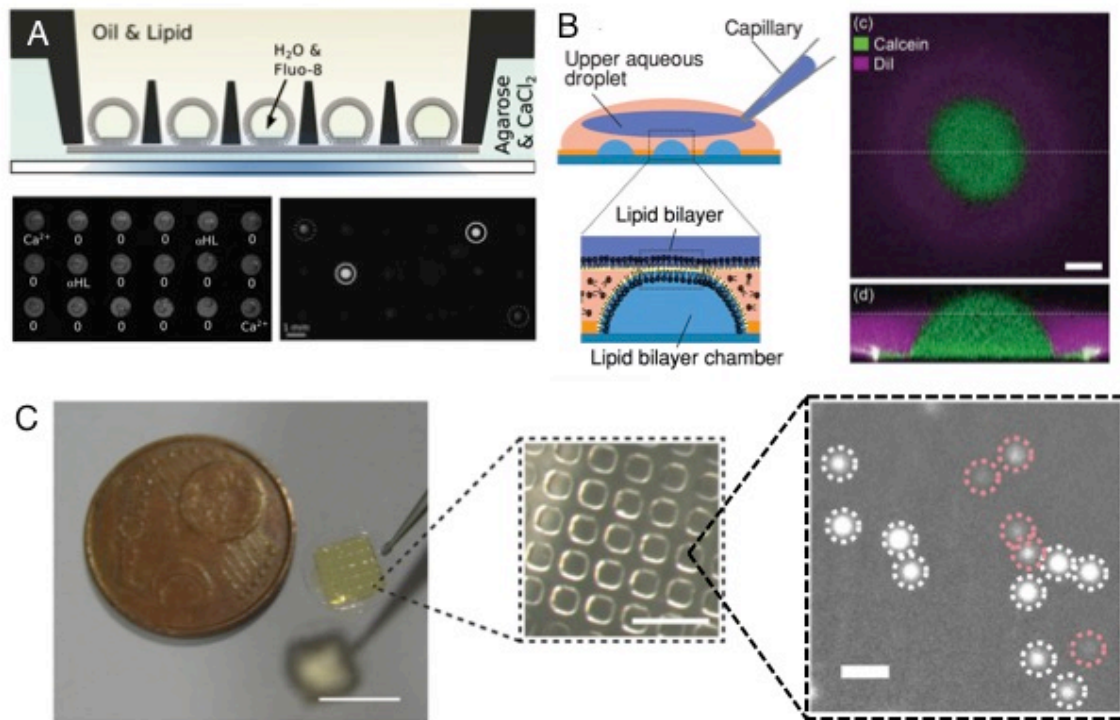 A
Oil & Lipid
H₂O &
Fluo-8
Agarose
& CaCl₂
Ca²⁺ 0 0 0 αHL 0
0 αHL 0 0 0 0
0 0 0 0 0 Ca²⁺
1 mm
B
Capillary
Upper aqueous
droplet
Lipid bilayer
Lipid bilayer chamber
(c)
Calcein
DiI
(d)
C